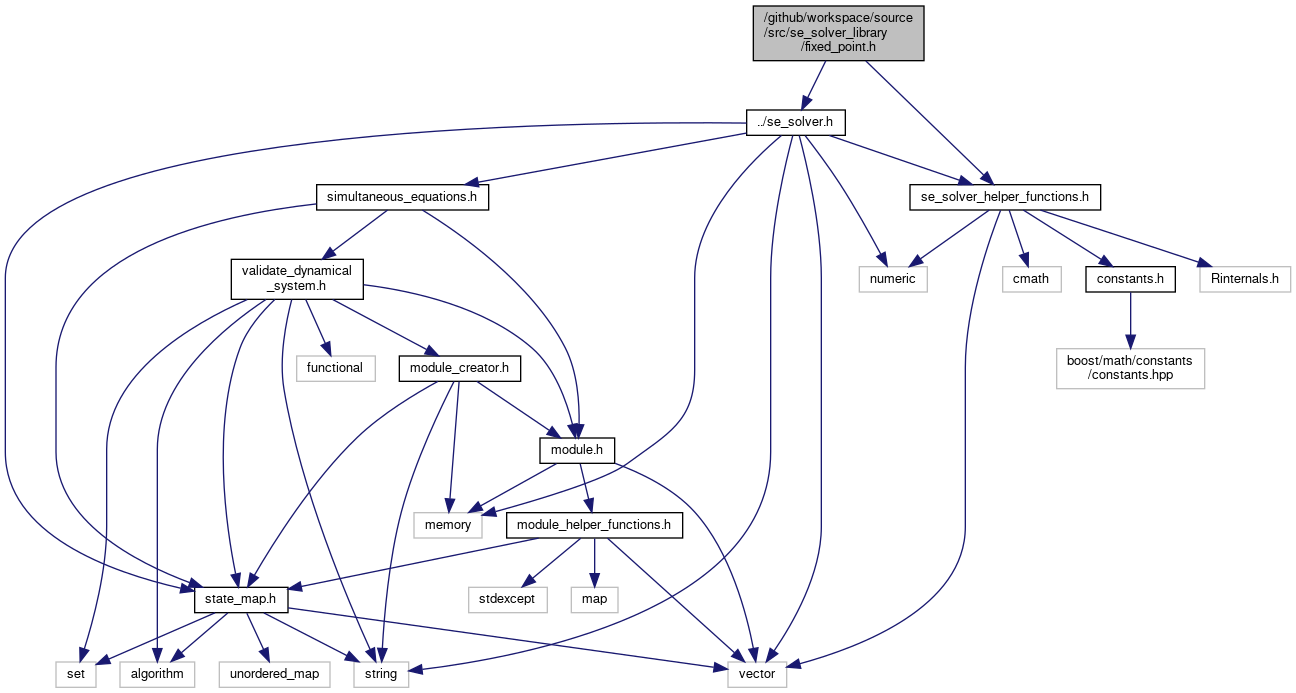 /github/workspace/source
/src/se_solver_library
/fixed_point.h
../se_solver.h
simultaneous_equations.h
se_solver_helper_functions.h
validate_dynamical
_system.h
numeric
cmath
constants.h
Rinternals.h
functional
module_creator.h
boost/math/constants
/constants.hpp
module.h
memory
module_helper_functions.h
state_map.h
stdexcept
map
set
algorithm
unordered_map
string
vector